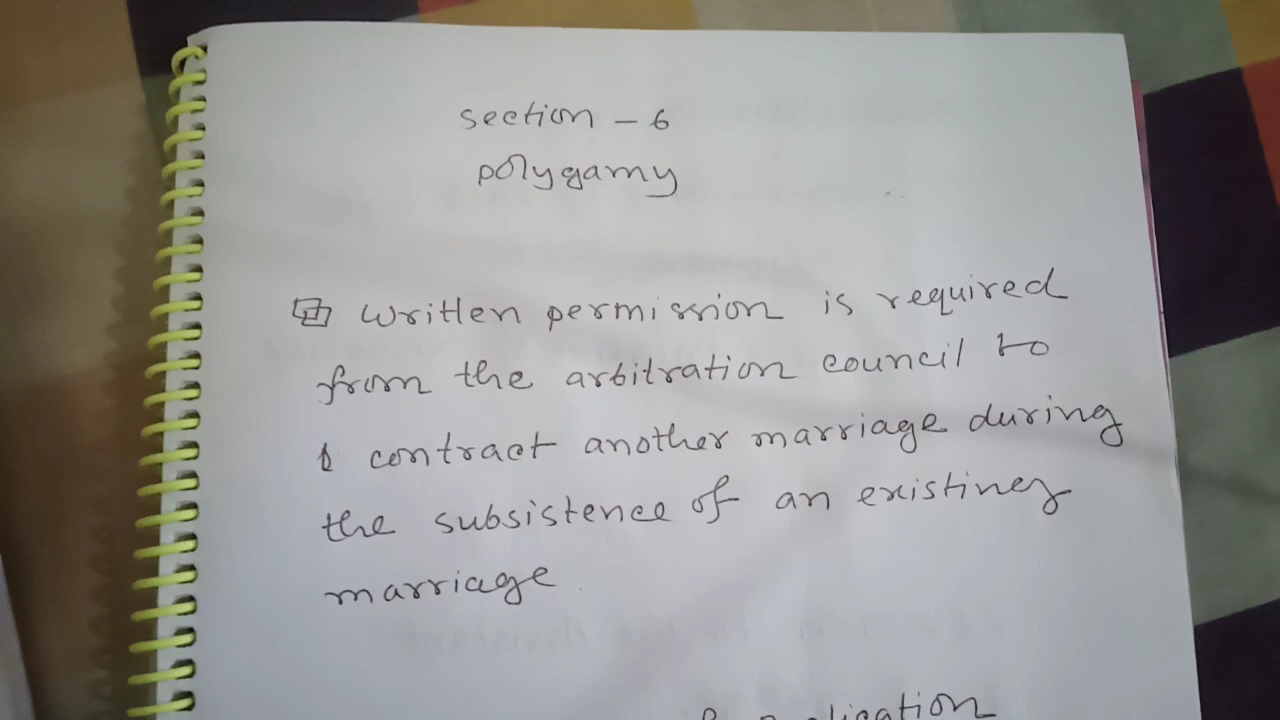 section - 6
polygamy
written permission is required
from the arbitration council to
contract another marriage during
the subsistence of an existing
marriage